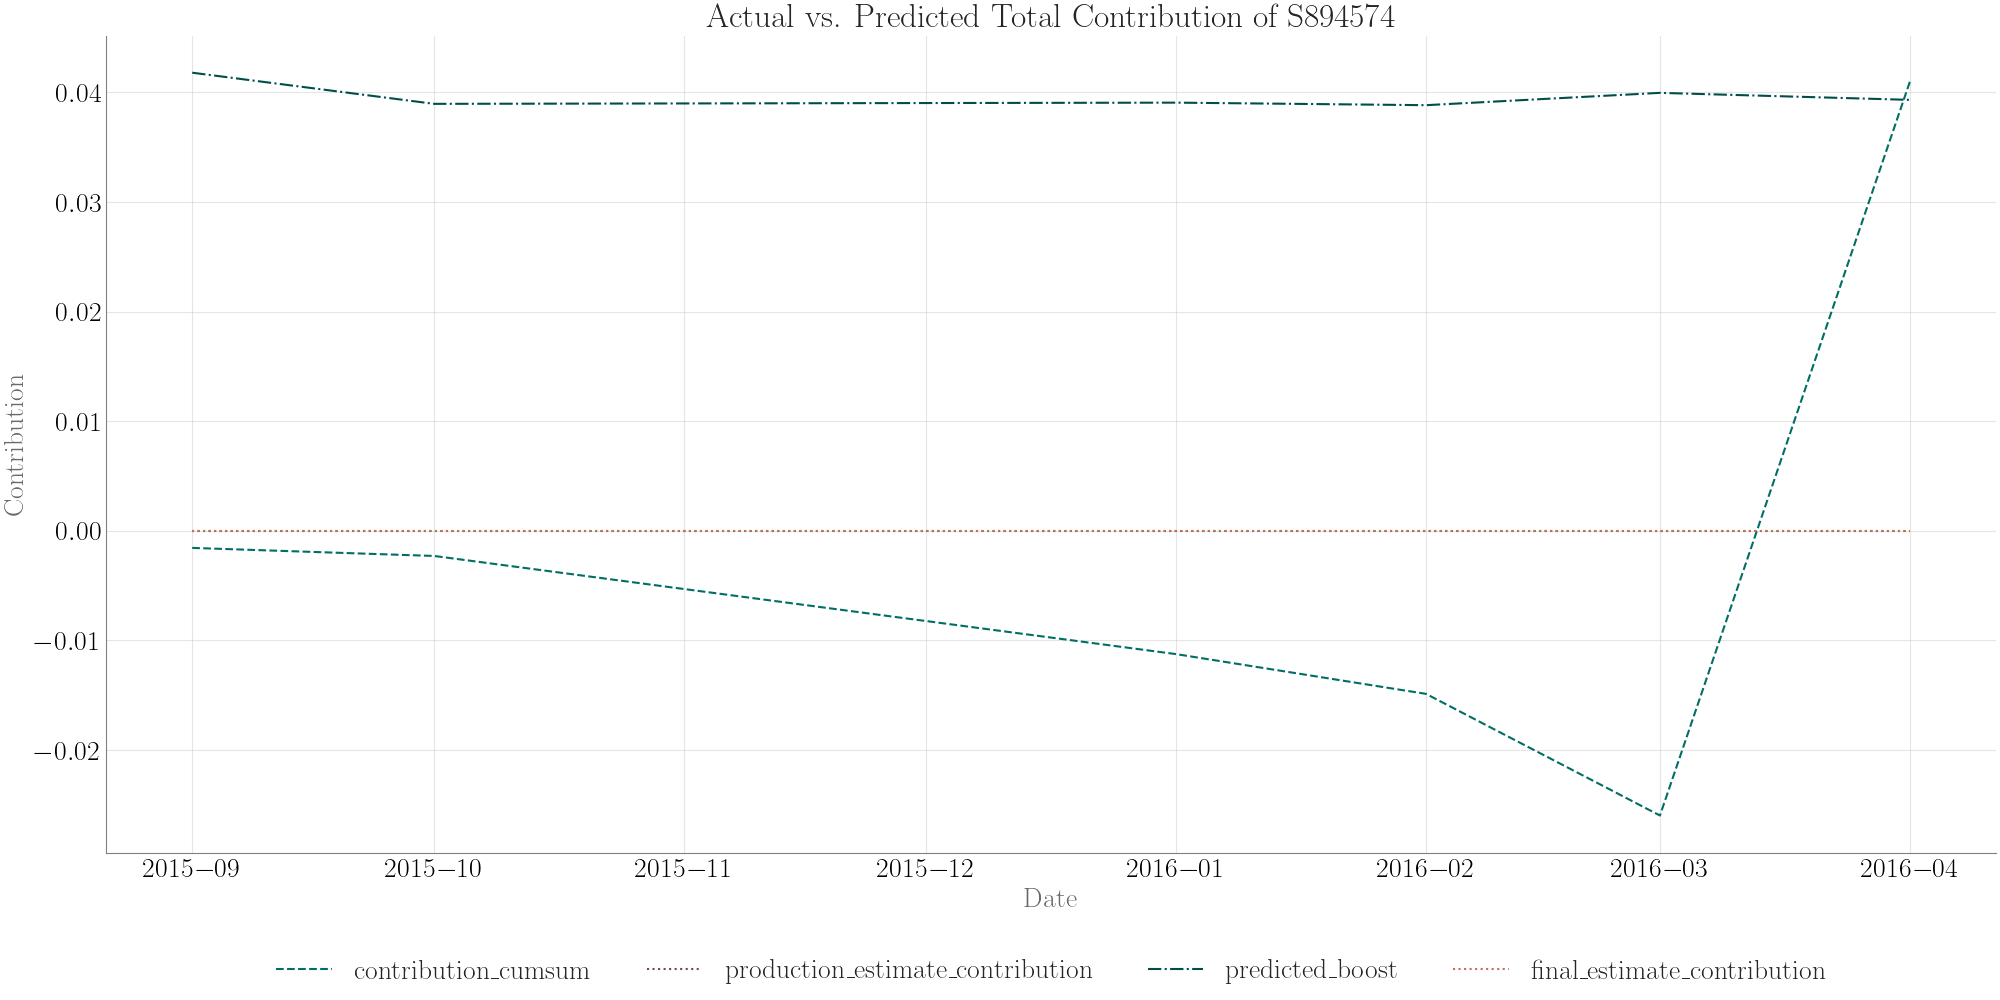 Actual vs. Predicted Total Contribution of S894574
Contribution
0.04
0.03
0.02
0.01
0.00
−0.01
−0.02
2015−09 2015−10 2015−11 2015−12 2016−01 2016−02 2016−03 2016−04
Date
contribution_cumsum production_estimate_contribution predicted_boost final_estimate_contribution